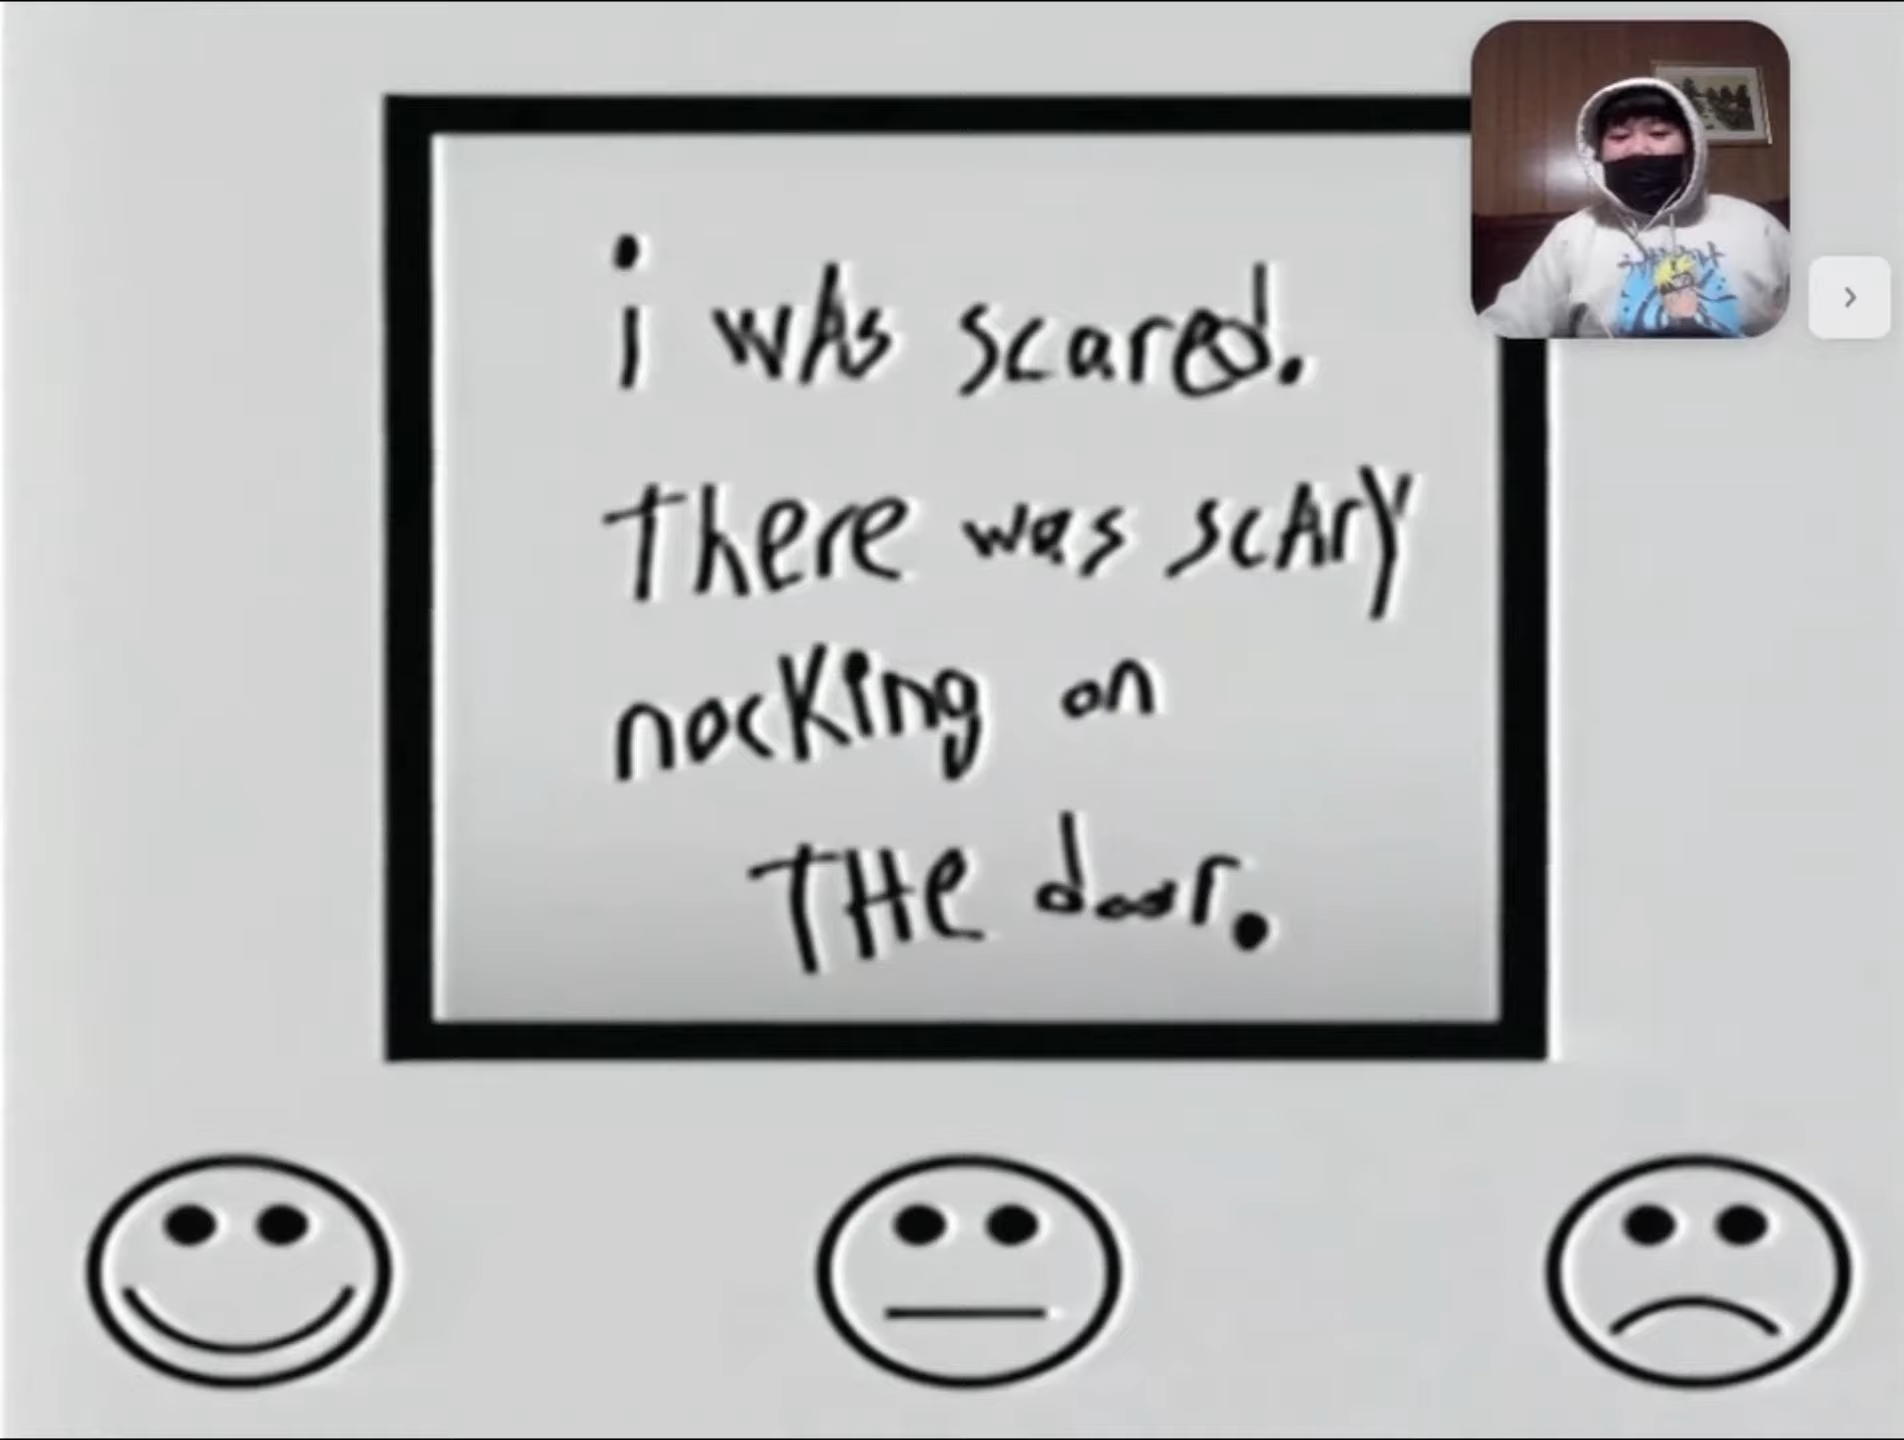 i wAs scared.
There was scAry
nocKing on
THe door.